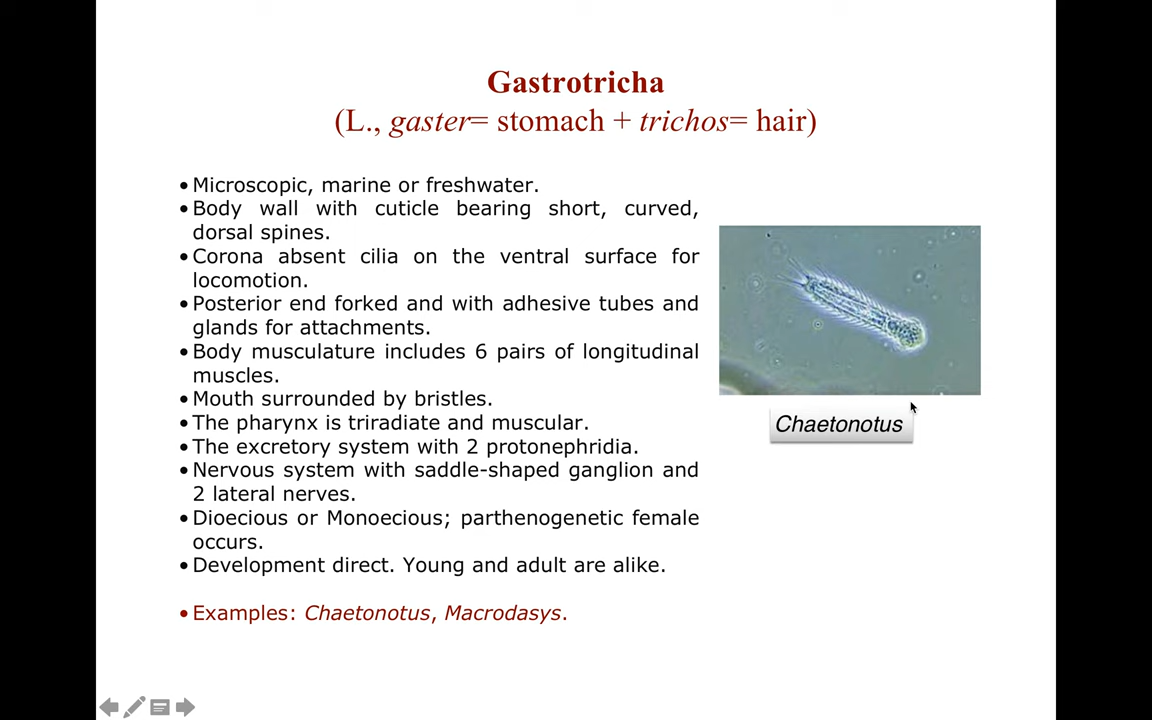 Gastrotricha
(L., gaster= stomach + trichos= hair)
•Microscopic, marine or freshwater.
•Body wall with cuticle bearing short, curved,
dorsal spines.
•Corona absent cilia on the ventral surface for
locomotion.
•Posterior end forked and with adhesive tubes and
glands for attachments.
•Body musculature includes 6 pairs of longitudinal
muscles.
•Mouth surrounded by bristles.
•The pharynx is triradiate and muscular.
•The excretory system with 2 protonephridia.
•Nervous system with saddle-shaped ganglion and
2 lateral nerves.
•Dioecious or Monoecious; parthenogenetic female
occurs.
•Development direct. Young and adult are alike.
•Examples: Chaetonotus, Macrodasys.
Chaetonotus